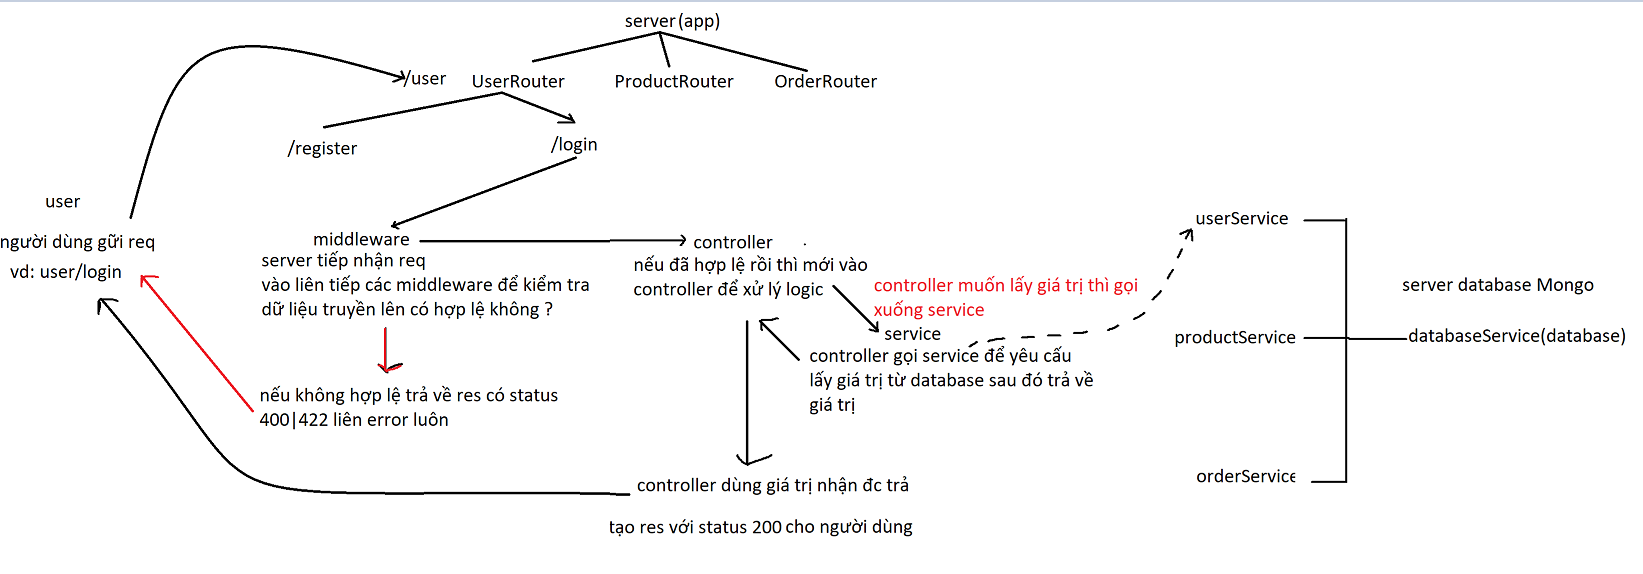 server(app)
/user
UserRouter
ProductRouter
OrderRouter
/register
/login
user
người dùng gữi req
vd: user/login
middleware
server tiếp nhận req
vào liên tiếp các middleware để kiểm tra
dữ liệu truyền lên có hợp lệ không ?
nếu không hợp lệ trả về res có status
400|422 liên error luôn
controller
nếu đã hợp lệ rồi thì mới vào
controller để xử lý logic
controller muốn lấy giá trị thì gọi
xuống service
service
controller gọi service để yêu cấu
lấy giá trị từ database sau đó trả về
giá trị
controller dùng giá trị nhận đc trả
tạo res với status 200 cho người dùng
userService
productService
orderService
server database Mongo
databaseService(database)